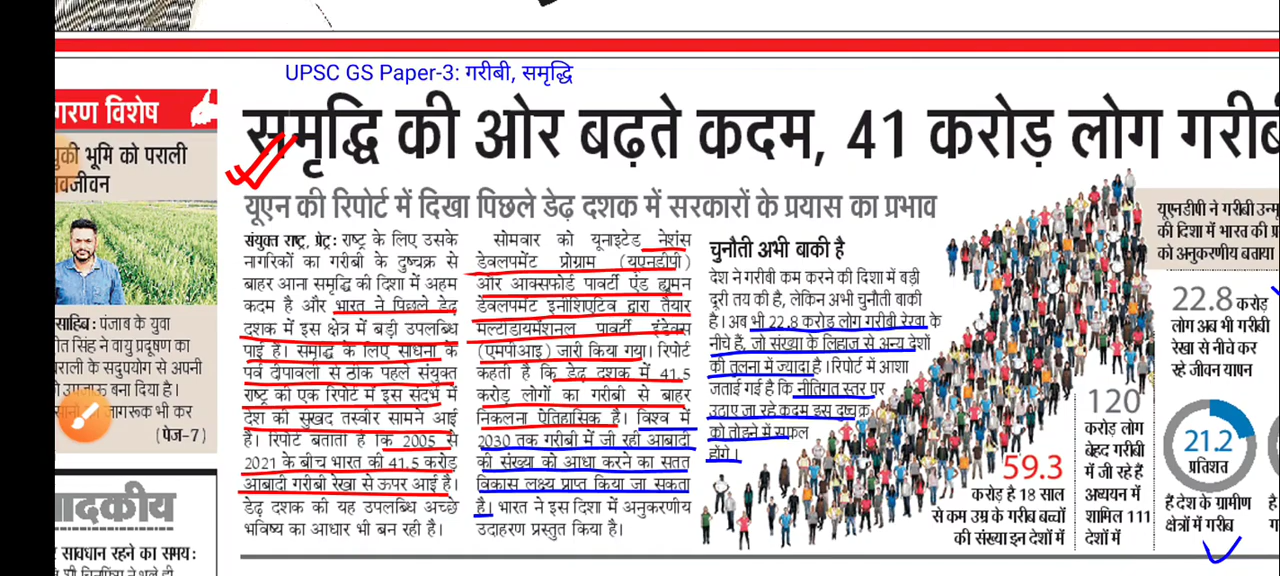 UPSC GS Paper-3: गरीबी, समृद्धि
गरण विशेष
भूमि को पराली
समृद्धि की ओर बढ़ते कदम, 41 करोड़ लोग
यूएन की रिपोर्ट में दिखा पिछले डेढ़ दशक में सरकारों के प्रयास का प्रभाव
साहिब: पंजाब के युवा
सिंह ने वायु प्रदूषण का
के सदुपयोग से अपनी
बना दिया है।
जागरूक भी कर
(पेज-7)
सावधान रहने का समय:
संयुक्त राष्ट्र, प्रेट्र: राष्ट्र के लिए उसके
नागरिकों का गरीबी के दुष्चक्र से
बाहर आना समृद्धि की दिशा में अहम
कदम है और भारत ने पिछले डेढ़
दशक में इस क्षेत्र में बड़ी उपलब्धि
पाई है। समृद्धि के लिए साधना के
पर्व दीपावली से ठीक पहले संयुक्त
राष्ट्र की एक रिपोर्ट में इस संदर्भ में
देश की सुखद तस्वीर सामने आई
है। रिपोर्ट बताती है कि 2005 से
2021 के बीच भारत की 41.5 करोड़
आबादी गरीबी रेखा से ऊपर आई है।
डेढ़ दशक की यह उपलब्धि अच्छे
भविष्य का आधार भी बन रही है।
सोमवार को यूनाइटेड नेशंस
डेवलपमेंट प्रोग्राम (यूएनडीपी)
और आक्सफोर्ड पावर्टी एंड ह्यूमन
डेवलपमेंट इनीशिएटिव द्वारा तैयार
मल्टीडायमेंशनल पावर्टी इंडेक्स
(एमपीआइ) जारी किया गया। रिपोर्ट
कहती है कि डेढ़ दशक में 41.5
करोड़ लोगों का गरीबी से बाहर
निकलना ऐतिहासिक है। विश्व में
2030 तक गरीबी में जी रही आबादी
की संख्या को आधा करने का सतत
विकास लक्ष्य प्राप्त किया जा सकता
है। भारत ने इस दिशा में अनुकरणीय
उदाहरण प्रस्तुत किया है।
चुनौती अभी बाकी है
देश ने गरीबी कम करने की दिशा में बड़ी
दूरी तय की है, लेकिन अभी चुनौती बाकी
है। अब भी 22.8 करोड़ लोग गरीबी रेखा के
नीचे हैं, जो संख्या के लिहाज से अन्य देशों
की तुलना में ज्यादा है। रिपोर्ट में आशा
जताई गई है कि नीतिगत स्तर पर
उठाए जा रहे कदम इस दुष्चक्र
को तोड़ने में सफल
होंगे।
59.3
करोड़ है 18 साल
से कम उम्र के गरीब बच्चों
की संख्या इन देशों में
120
करोड़ लोग
बेहद गरीबी
में जी रहे हैं
अध्ययन में
शामिल 111
देशों में
यूएनडीपी ने गरीबी
की दिशा में भारत की
को अनुकरणीय बताया
22.8 करोड़
लोग अब भी गरीबी
रेखा से नीचे कर
रहे जीवन यापन
21.2
प्रतिशत
हैं देश के ग्रामीण
क्षेत्रों में गरीब